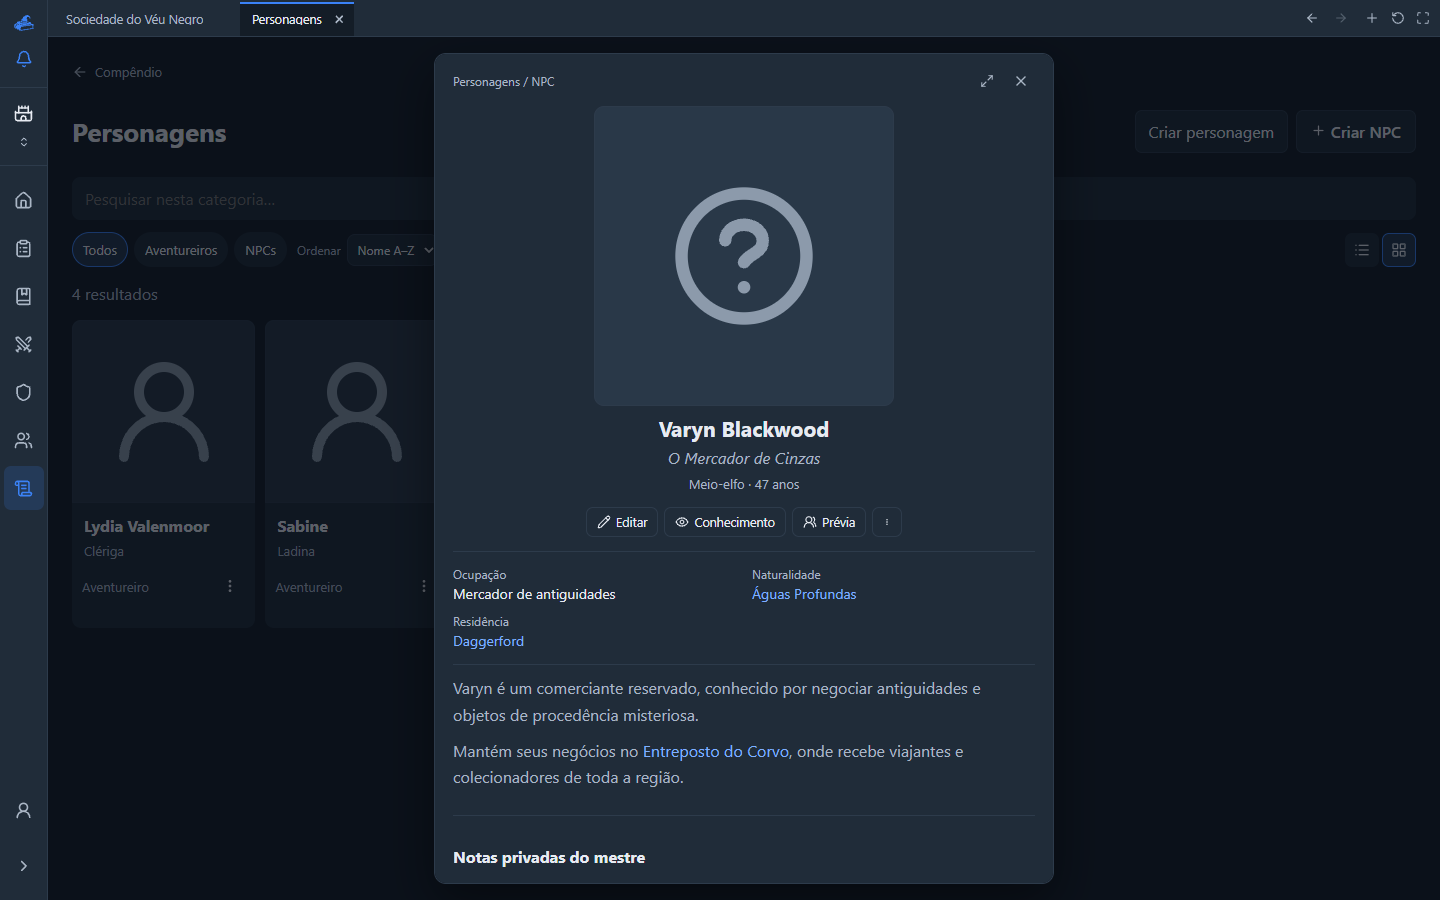 Sociedade do Véu Negro
Personagens
Compêndio
Personagens
Criar personagem
+ Criar NPC
Pesquisar nesta categoria...
Todos
Aventureiros
NPCs
Ordenar
Nome A–Z
4 resultados
Lydia Valenmoor
Clériga
Aventureiro
Sabine
Ladina
Aventureiro
Personagens / NPC
Varyn Blackwood
O Mercador de Cinzas
Meio-elfo · 47 anos
Editar
Conhecimento
Prévia
Ocupação
Mercador de antiguidades
Naturalidade
Águas Profundas
Residência
Daggerford
Varyn é um comerciante reservado, conhecido por negociar antiguidades e
objetos de procedência misteriosa.
Mantém seus negócios no Entreposto do Corvo, onde recebe viajantes e
colecionadores de toda a região.
Notas privadas do mestre